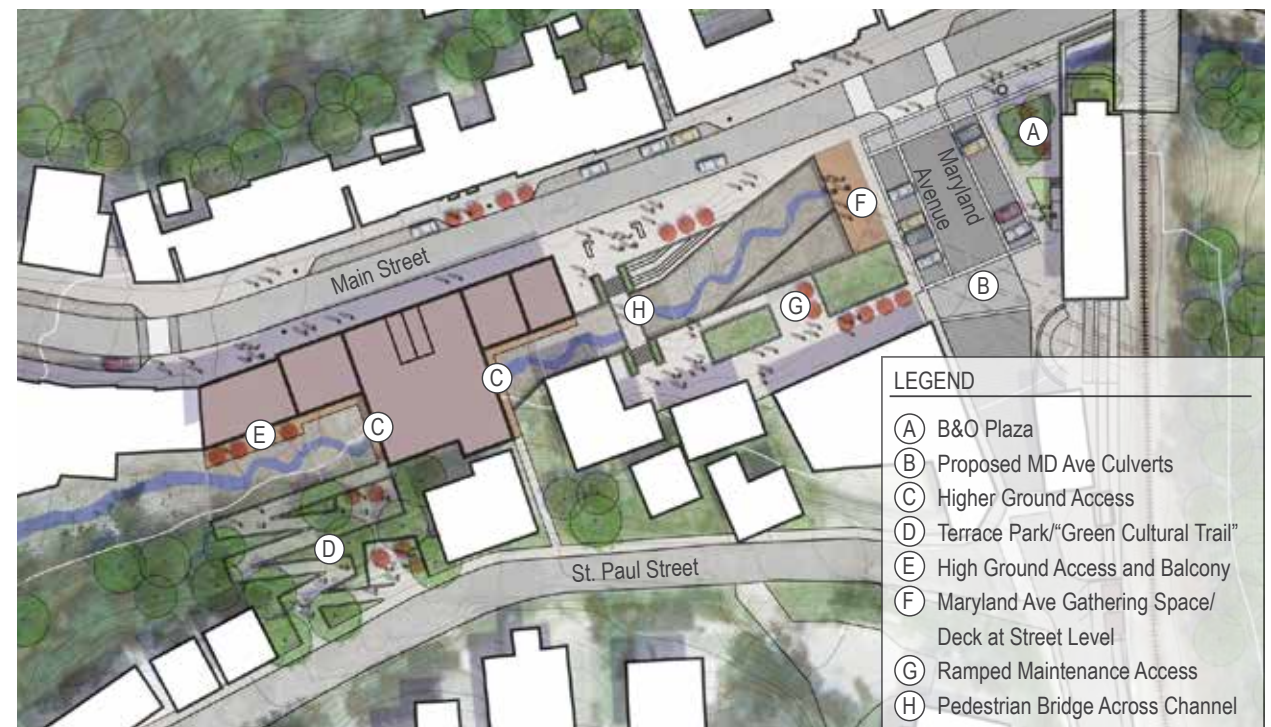 A
Maryland
Avenue
F
Main Street
B
G
H
C
E
C
D
St. Paul Street
LEGEND
A B&O Plaza
B Proposed MD Ave Culverts
C Higher Ground Access
D Terrace Park/“Green Cultural Trail”
E High Ground Access and Balcony
F Maryland Ave Gathering Space/
Deck at Street Level
G Ramped Maintenance Access
H Pedestrian Bridge Across Channel